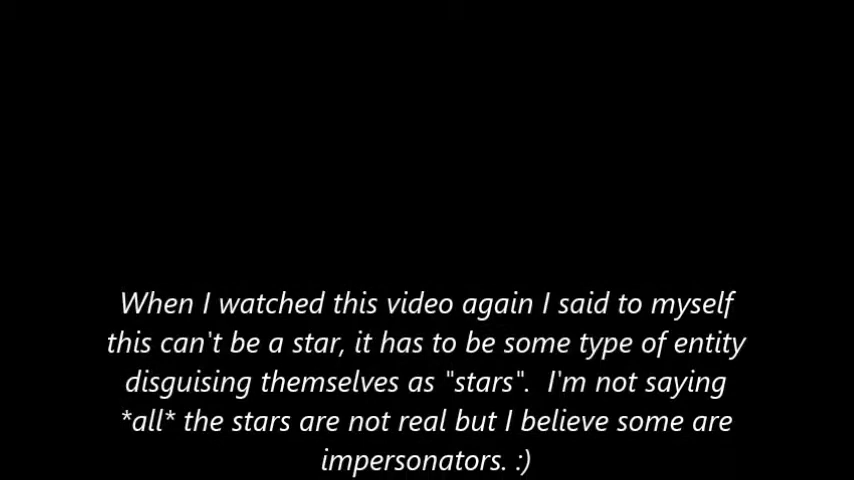 When I watched this video again I said to myself
this can't be a star, it has to be some type of entity
disguising themselves as "stars".  I'm not saying
*all* the stars are not real but I believe some are
impersonators. :)